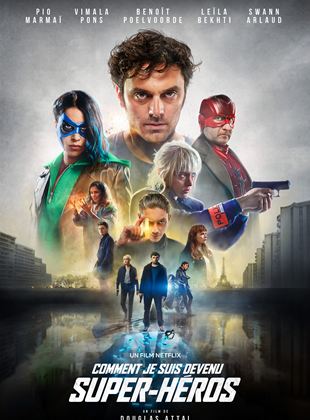 PIO MARMAÏ
VIMALA PONS
BENOÎT POELVOORDE
LEÏLA BEKHTI
SWANN ARLAUD
POLICE
UN FILM NETFLIX
COMMENT JE SUIS DEVENU
SUPER-HÉROS
UN FILM DE
DOUGLAS ATTAL